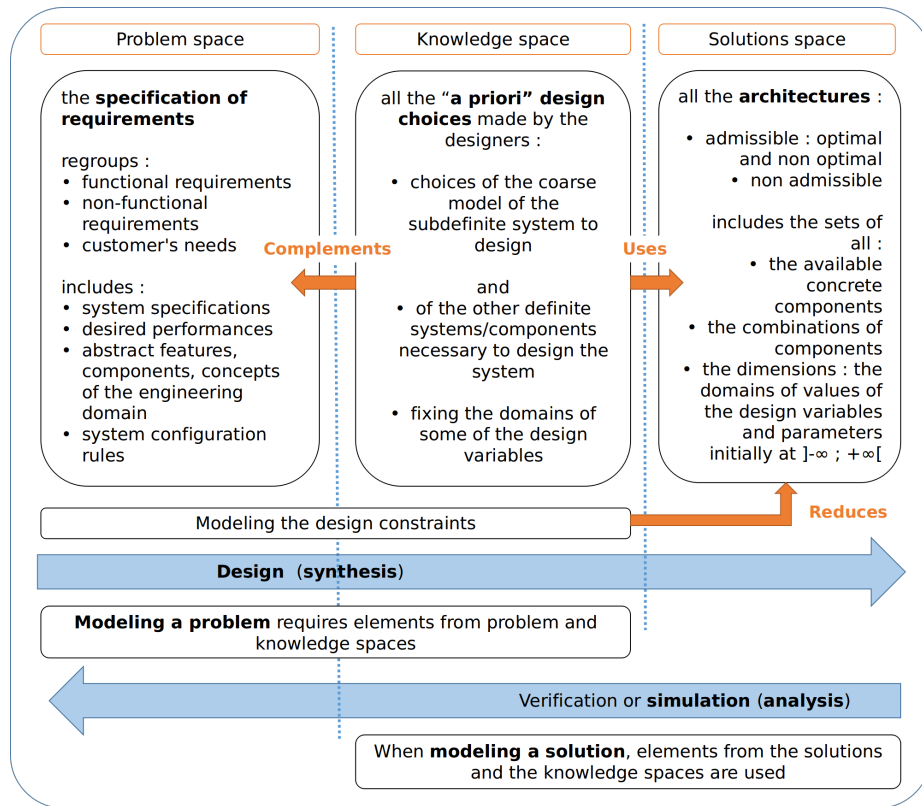 Problem space
Knowledge space
Solutions space
the specification of
requirements
regroups :
• functional requirements
• non-functional
requirements
• customer's needs
includes :
• system specifications
• desired performances
• abstract features,
components, concepts
of the engineering
domain
• system configuration
rules
Complements
all the “a priori” design
choices made by the
designers :
• choices of the coarse
model of the
subdefinite system to
design
and
• of the other definite
systems/components
necessary to design the
system
• fixing the domains of
some of the design
variables
Uses
all the architectures :
• admissible : optimal
and non optimal
• non admissible
includes the sets of
all :
• the available
concrete
components
• the combinations of
components
• the dimensions : the
domains of values of
the design variables
and parameters
initially at ]-∞ ; +∞[
Modeling the design constraints
Reduces
Design (synthesis)
Modeling a problem requires elements from problem and
knowledge spaces
Verification or simulation (analysis)
When modeling a solution, elements from the solutions
and the knowledge spaces are used